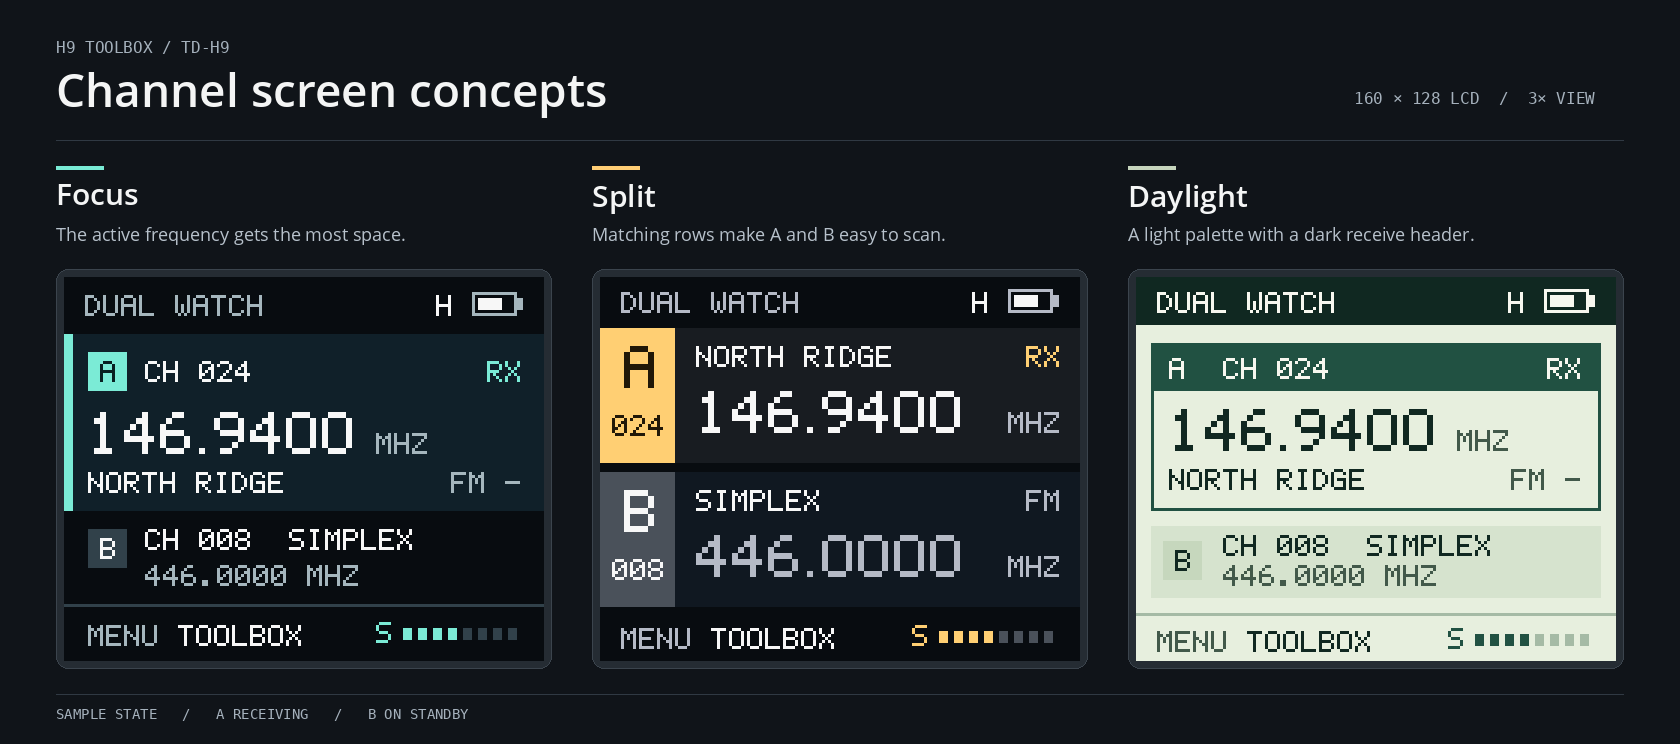 H9 TOOLBOX / TD-H9
Channel screen concepts
160 × 128 LCD / 3× VIEW
Focus
The active frequency gets the most space.
DUAL WATCH H
A CH 024 RX
146.9400 MHZ
NORTH RIDGE FM -
B CH 008 SIMPLEX
446.0000 MHZ
MENU TOOLBOX S
Split
Matching rows make A and B easy to scan.
DUAL WATCH H
A NORTH RIDGE RX
024 146.9400 MHZ
B SIMPLEX FM
008 446.0000 MHZ
MENU TOOLBOX S
Daylight
A light palette with a dark receive header.
DUAL WATCH H
A CH 024 RX
146.9400 MHZ
NORTH RIDGE FM -
B CH 008 SIMPLEX
446.0000 MHZ
MENU TOOLBOX S
SAMPLE STATE / A RECEIVING / B ON STANDBY